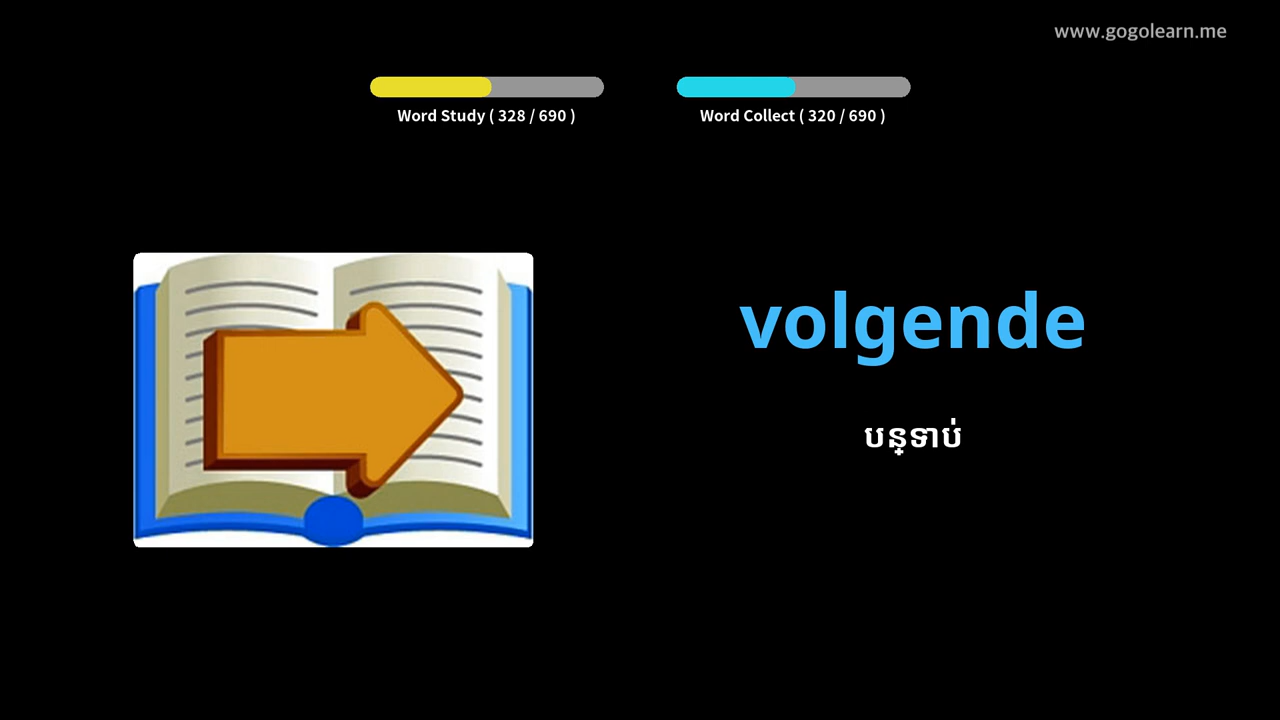 www.gogolearn.me
Word Study ( 328 / 690 )
Word Collect ( 320 / 690 )
volgende
បន្ទាប់